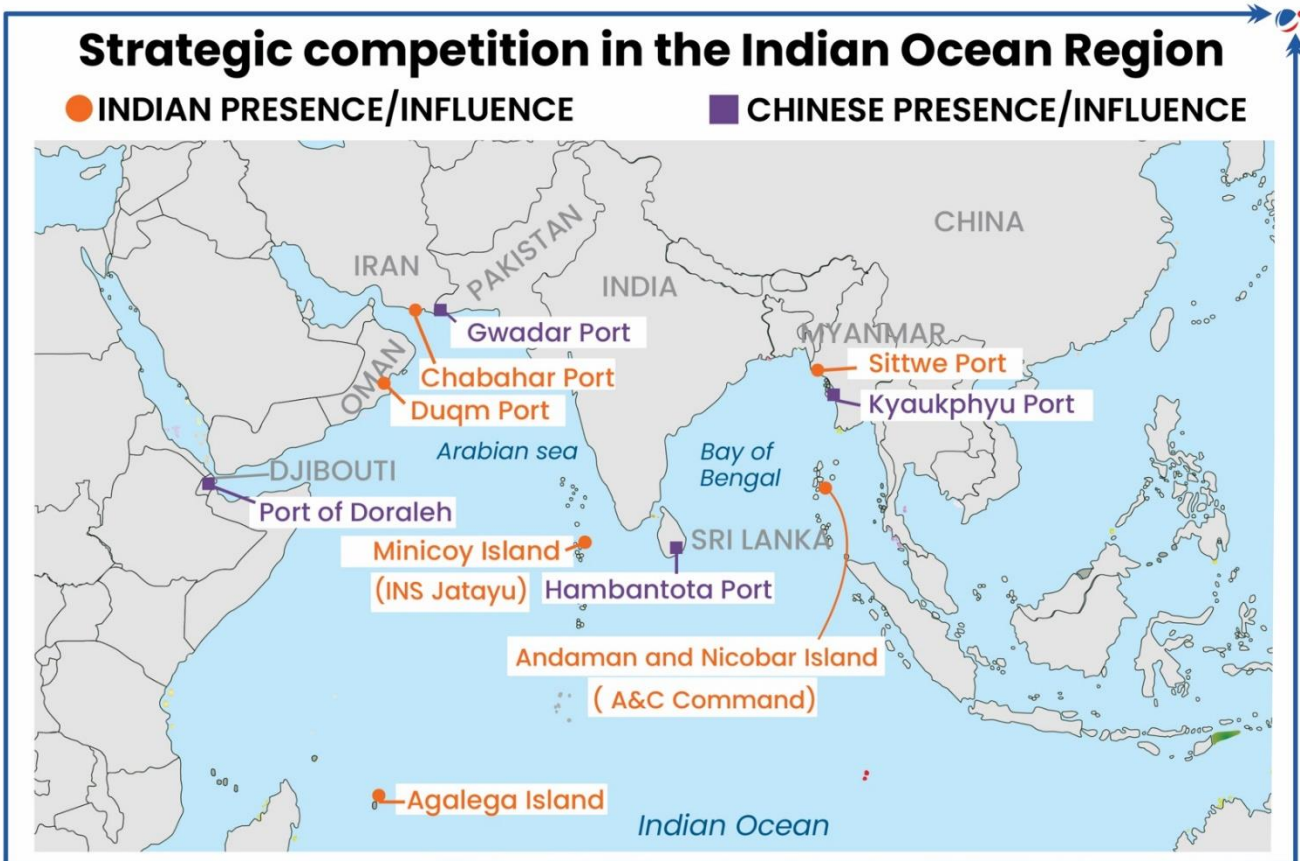 Strategic competition in the Indian Ocean Region
INDIAN PRESENCE/INFLUENCE
CHINESE PRESENCE/INFLUENCE
CHINA
IRAN
PAKISTAN
INDIA
Gwadar Port
MYANMAR
Sittwe Port
Chabahar Port
OMAN
Duqm Port
Kyaukphyu Port
Arabian sea
Bay of
Bengal
DJIBOUTI
Port of Doraleh
SRI LANKA
Minicoy Island
(INS Jatayu)
Hambantota Port
Andaman and Nicobar Island
( A&C Command)
Agalega Island
Indian Ocean